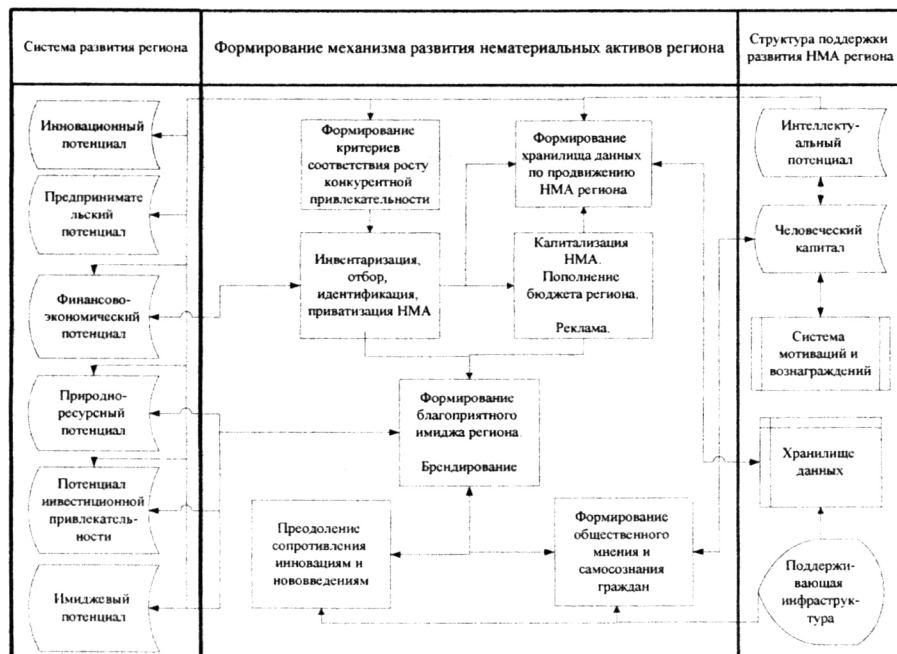 Система развития региона
Формирование механизма развития нематериальных активов региона
Структура поддержки
развития НМА региона
Инновационный
потенциал
Предпринимате
льский
потенциал
Финансово-
экономический
потенциал
Природно-
ресурсный
потенциал
Потенциал
инвестиционной
привлекатель-
ности
Имиджевый
потенциал
Формирование
критериев
соответствия росту
конкурентной
привлекательности
Формирование
хранилища данных
по продвижению
НМА региона
Инвентаризация,
отбор,
идентификация,
приватизация НМА
Капитализация
НМА.
Пополнение
бюджета региона.
Реклама.
Формирование
благоприятного
имиджа региона.
Брендирование
Преодоление
сопротивления
инновациям и
нововведениям
Формирование
общественного
мнения и
самосознания
граждан
Интеллекту-
альный
потенциал
Человеческий
капитал
Система
мотиваций и
вознаграждений
Хранилище
данных
Поддержи-
вающая
инфраструк-
тура